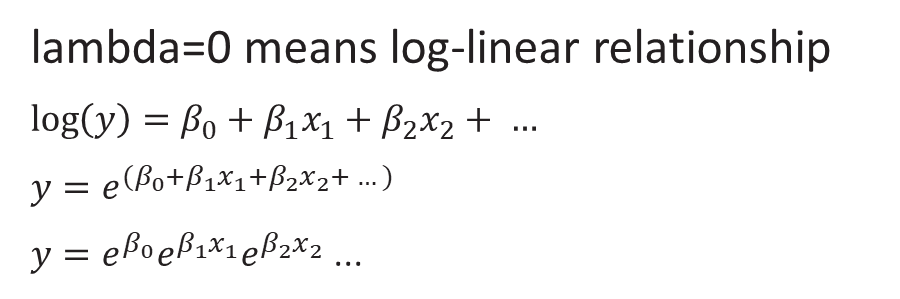 lambda=0 means log-linear relationship
log(y) = β₀ + β₁x₁ + β₂x₂ + ...
y = e^(β₀+β₁x₁+β₂x₂+ ... )
y = e^β₀ e^β₁x₁ e^β₂x₂ ...